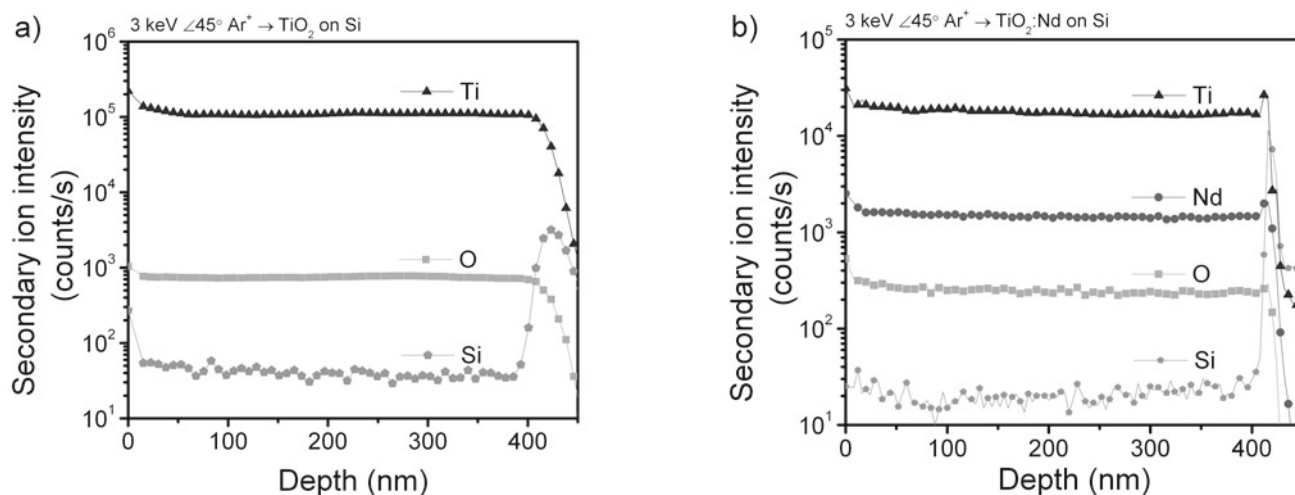 a)
3 keV ∠45° Ar⁺ → TiO₂ on Si
10⁶
10⁵
10⁴
10³
10²
10¹
Secondary ion intensity
(counts/s)
Ti
O
Si
0
100
200
300
400
Depth (nm)
b)
3 keV ∠45° Ar⁺ → TiO₂:Nd on Si
10⁵
10⁴
10³
10²
10¹
Secondary ion intensity
(counts/s)
Ti
Nd
O
Si
0
100
200
300
400
Depth (nm)